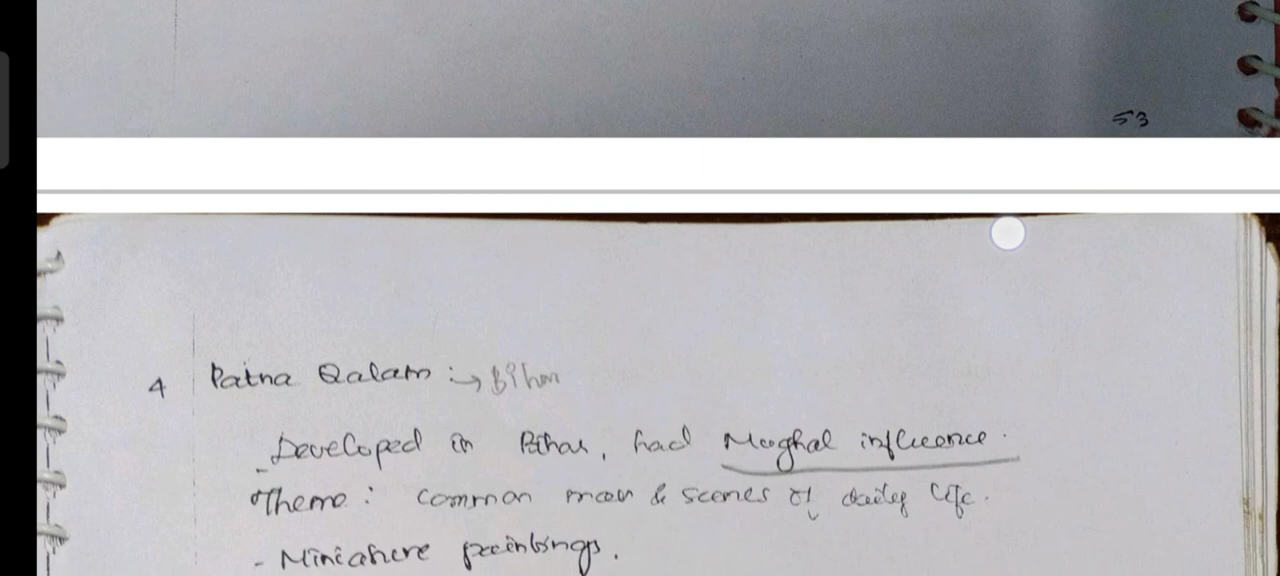 53
4 Patna Qalam :→ Bihar
- Developed in Bihar, had Mughal influence.
Theme : common man & scenes of daily life.
- Miniature paintings.